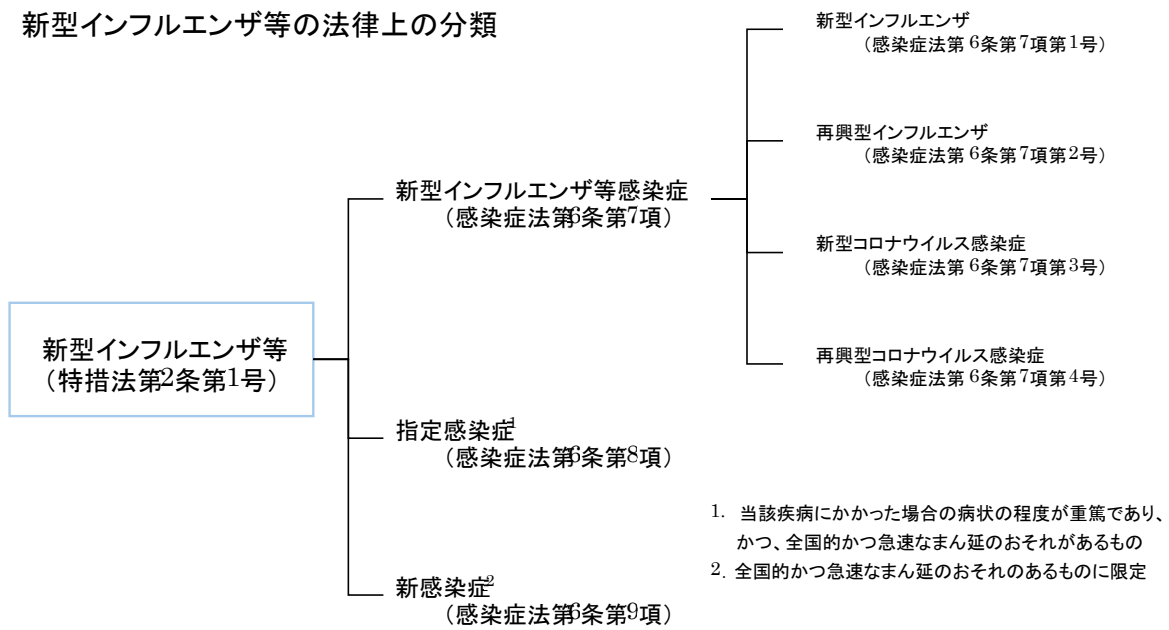 新型インフルエンザ等の法律上の分類
新型インフルエンザ等
（特措法第2条第1号）
新型インフルエンザ等感染症
（感染症法第6条第7項）
新型インフルエンザ
（感染症法第6条第7項第1号）
再興型インフルエンザ
（感染症法第6条第7項第2号）
新型コロナウイルス感染症
（感染症法第6条第7項第3号）
再興型コロナウイルス感染症
（感染症法第6条第7項第4号）
指定感染症1
（感染症法第6条第8項）
新感染症2
（感染症法第6条第9項）
1. 当該疾病にかかった場合の病状の程度が重篤であり、
かつ、全国的かつ急速なまん延のおそれがあるもの
2. 全国的かつ急速なまん延のおそれのあるものに限定